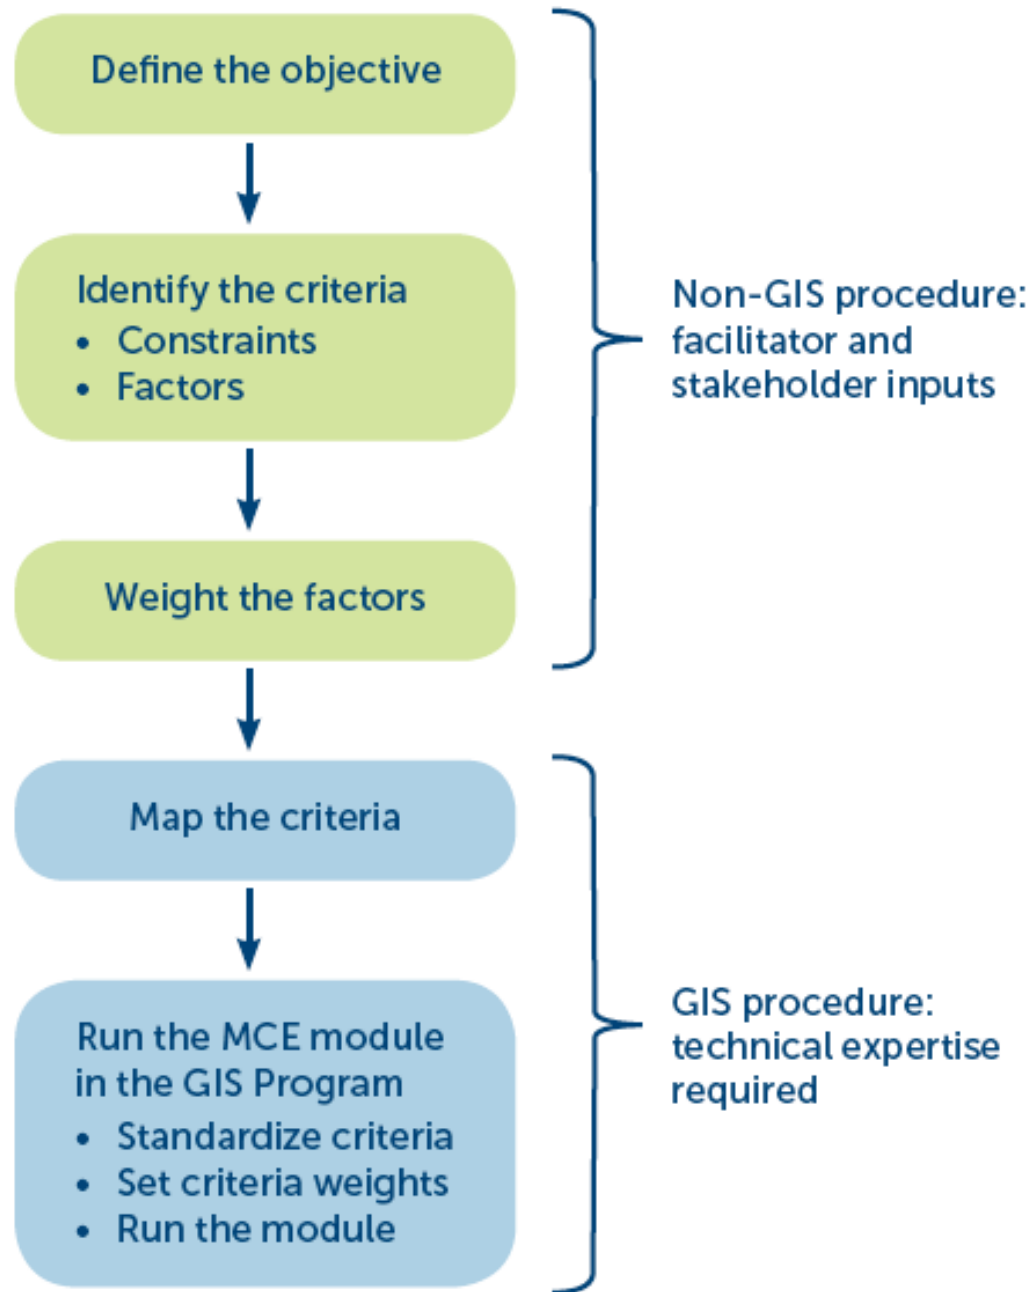 Define the objective
Identify the criteria
• Constraints
• Factors
Non-GIS procedure:
facilitator and
stakeholder inputs
Weight the factors
Map the criteria
Run the MCE module
in the GIS Program
• Standardize criteria
• Set criteria weights
• Run the module
GIS procedure:
technical expertise
required